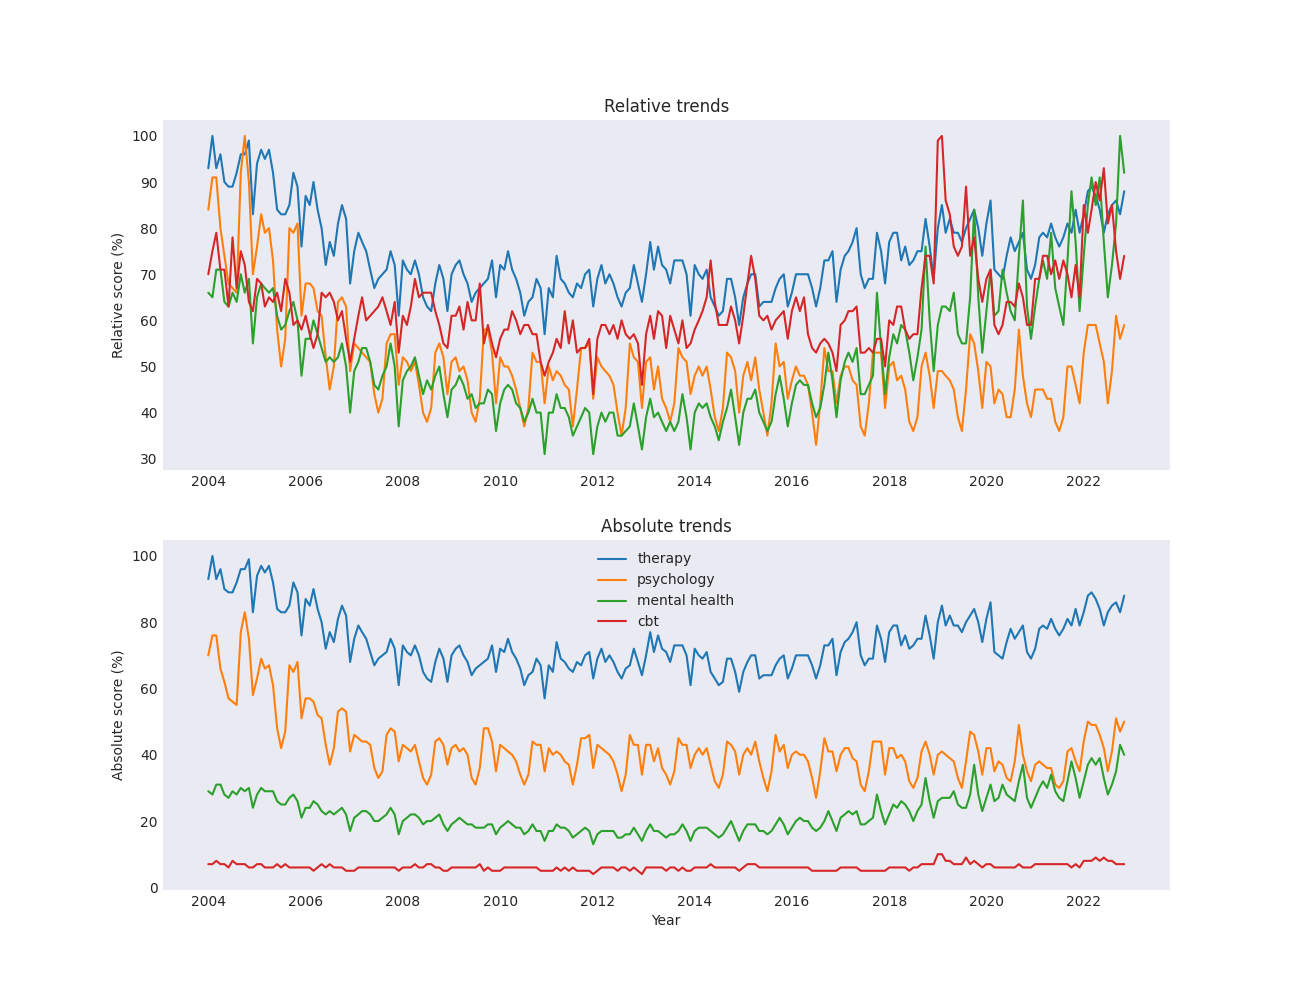 Relative trends
Relative score (%)
100
90
80
70
60
50
40
30
2004 2006 2008 2010 2012 2014 2016 2018 2020 2022
Absolute trends
Absolute score (%)
100
80
60
40
20
0
therapy
psychology
mental health
cbt
2004 2006 2008 2010 2012 2014 2016 2018 2020 2022
Year